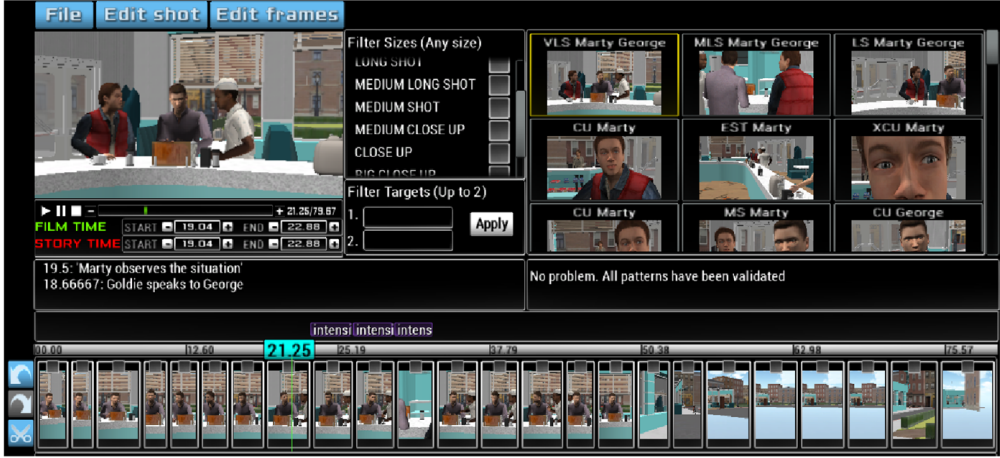 File Edit shot Edit frames
Filter Sizes (Any size)
LONG SHOT
MEDIUM LONG SHOT
MEDIUM SHOT
MEDIUM CLOSE UP
CLOSE UP
BIG CLOSE UP
Filter Targets (Up to 2)
1.
2.
Apply
VLS Marty George
MLS Marty George
LS Marty George
CU Marty
EST Marty
XCU Marty
CU Marty
MS Marty
CU George
- + 21.25/79.67
FILM TIME START - 19.04 + END - 22.88 +
STORY TIME START - 19.04 + END - 22.88 +
19.5: 'Marty observes the situation'
18.66667: Goldie speaks to George
No problem. All patterns have been validated
intensi intensi intens
00.00 12.60 21.25 25.19 37.79 50.38 62.98 75.57